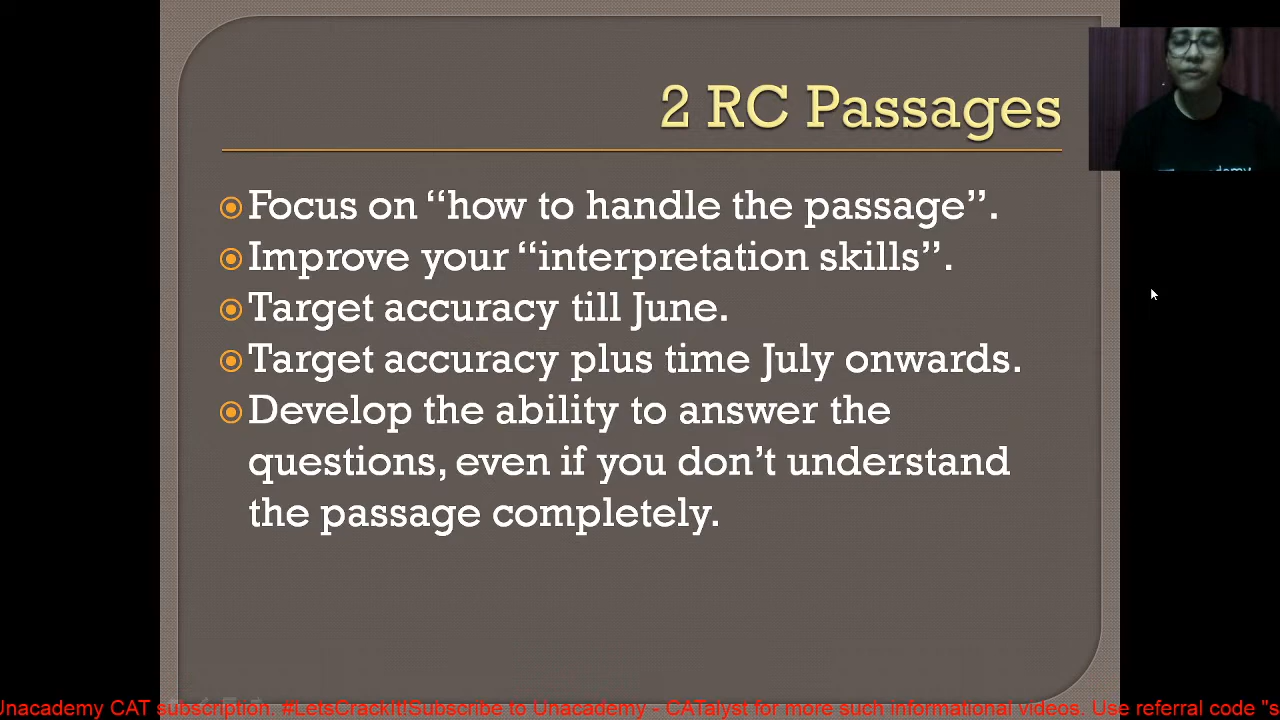 2 RC Passages
Focus on “how to handle the passage”.
Improve your “interpretation skills”.
Target accuracy till June.
Target accuracy plus time July onwards.
Develop the ability to answer the
questions, even if you don’t understand
the passage completely.
Unacademy CAT subscription. #LetsCrackIt!Subscribe to Unacademy - CATalyst for more such informational videos. Use referral code "s